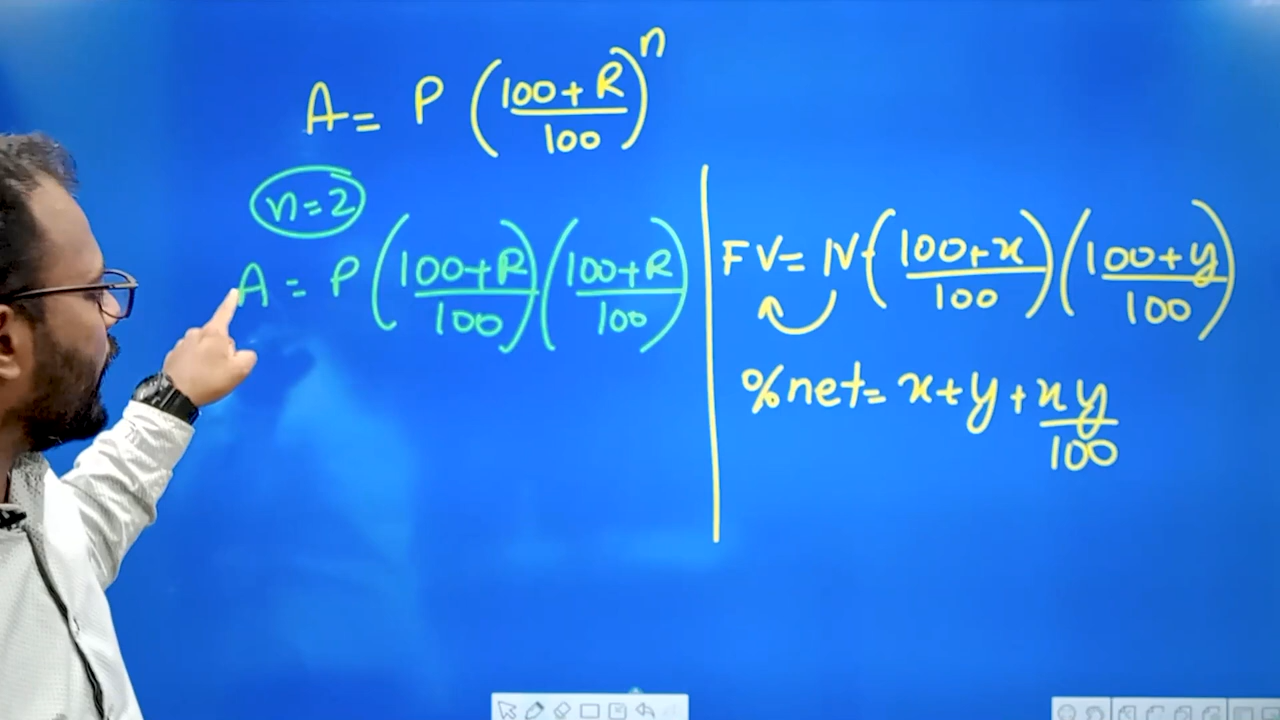 A = P (100 + R / 100)^n
n = 2
A = P (100 + R / 100) (100 + R / 100)
FV = IV (100 + x / 100) (100 + y / 100)
% net = x + y + xy / 100